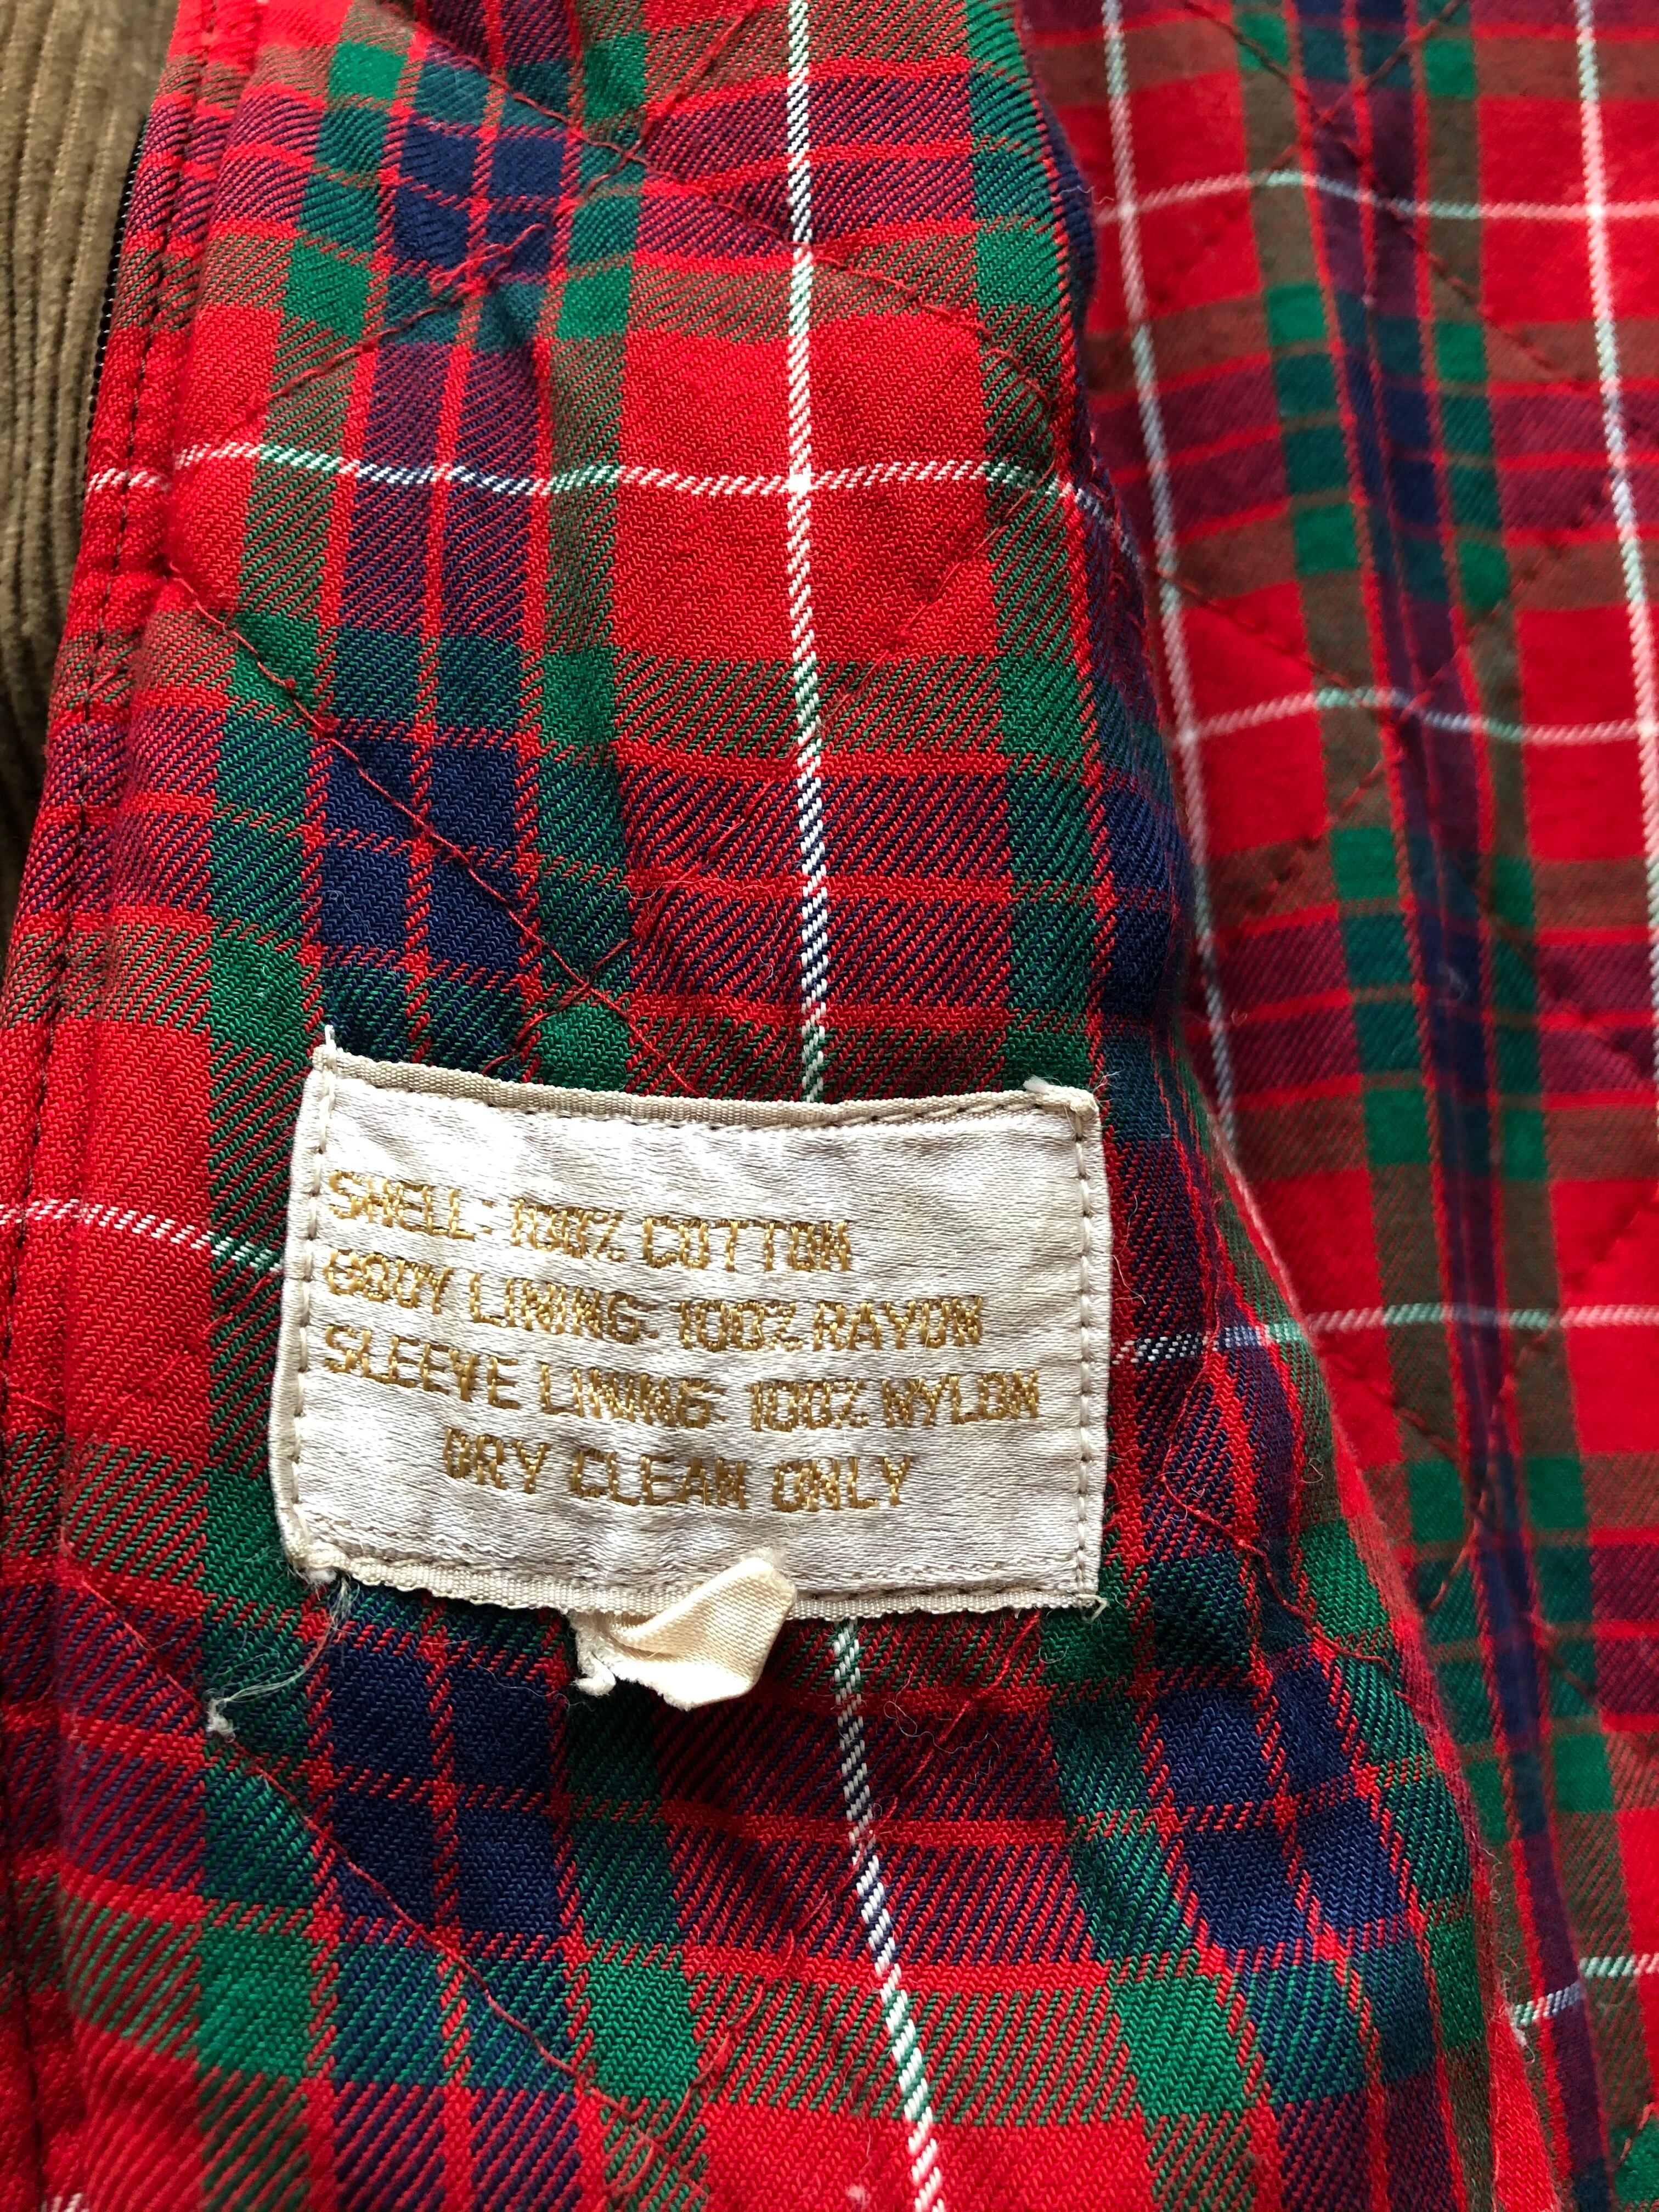 SHELL: 100% COTTON
BODY LINING: 100% RAYON
SLEEVE LINING: 100% NYLON
DRY CLEAN ONLY